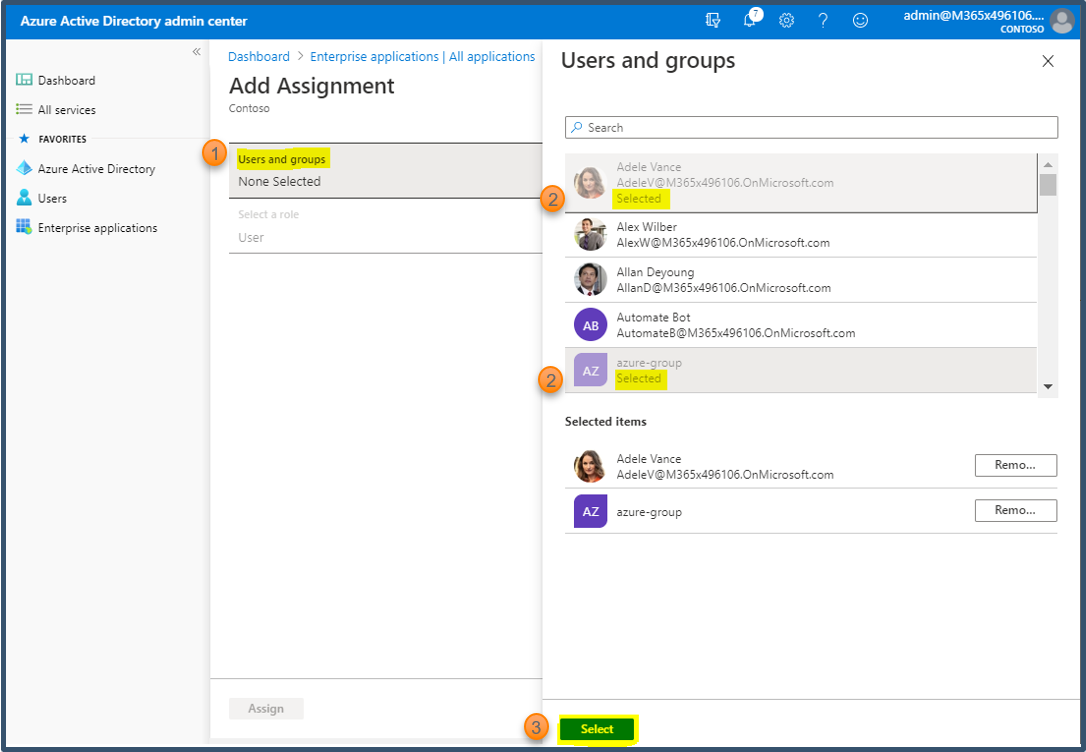 Azure Active Directory admin center
7
admin@M365x496106....
CONTOSO
«
Dashboard
All services
FAVORITES
Azure Active Directory
Users
Enterprise applications
Dashboard > Enterprise applications | All applications
Add Assignment
Contoso
1
Users and groups
None Selected
Select a role
User
Assign
Users and groups
Search
Adele Vance
AdeleV@M365x496106.OnMicrosoft.com
2
Selected
Alex Wilber
AlexW@M365x496106.OnMicrosoft.com
Allan Deyoung
AllanD@M365x496106.OnMicrosoft.com
AB
Automate Bot
AutomateB@M365x496106.OnMicrosoft.com
AZ
azure-group
2
Selected
Selected items
Adele Vance
AdeleV@M365x496106.OnMicrosoft.com
Remo...
AZ
azure-group
Remo...
3
Select